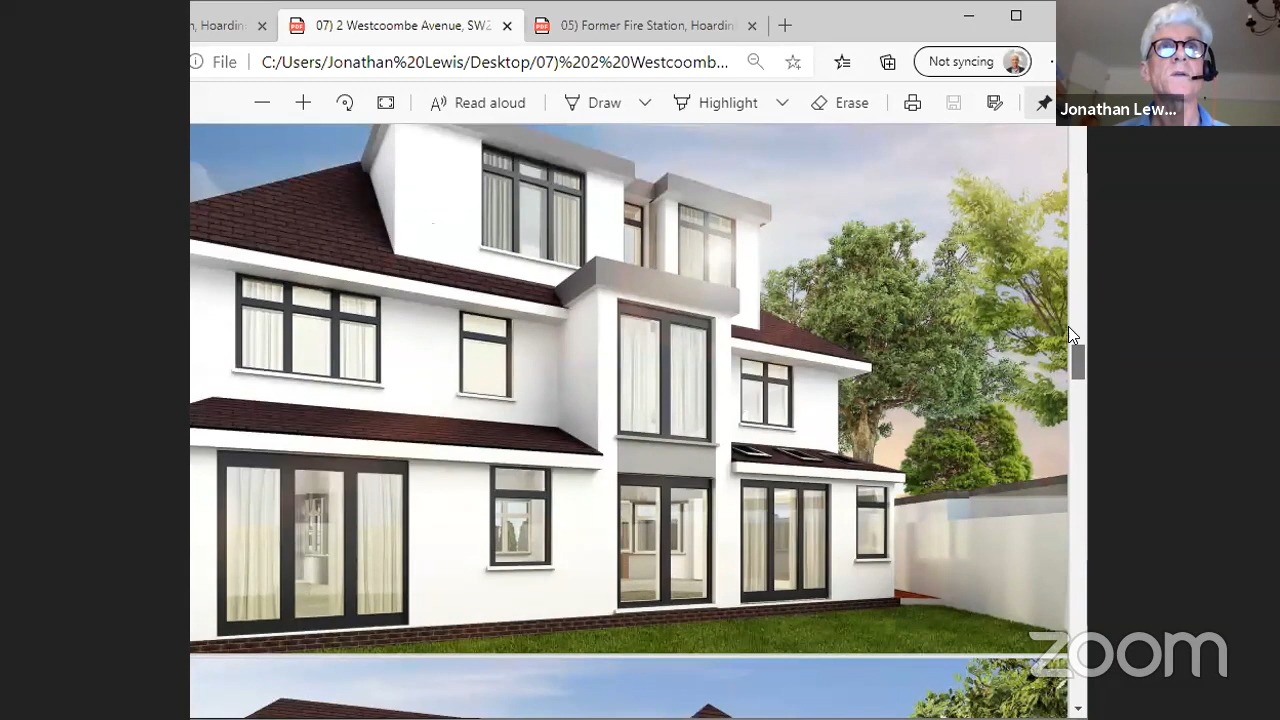 , Hoarding
07) 2 Westcoombe Avenue, SW2
05) Former Fire Station, Hoardin
File
C:/Users/Jonathan%20Lewis/Desktop/07)%202%20Westcoomb...
Not syncing
Read aloud
Draw
Highlight
Erase
Jonathan Lew...
zoom